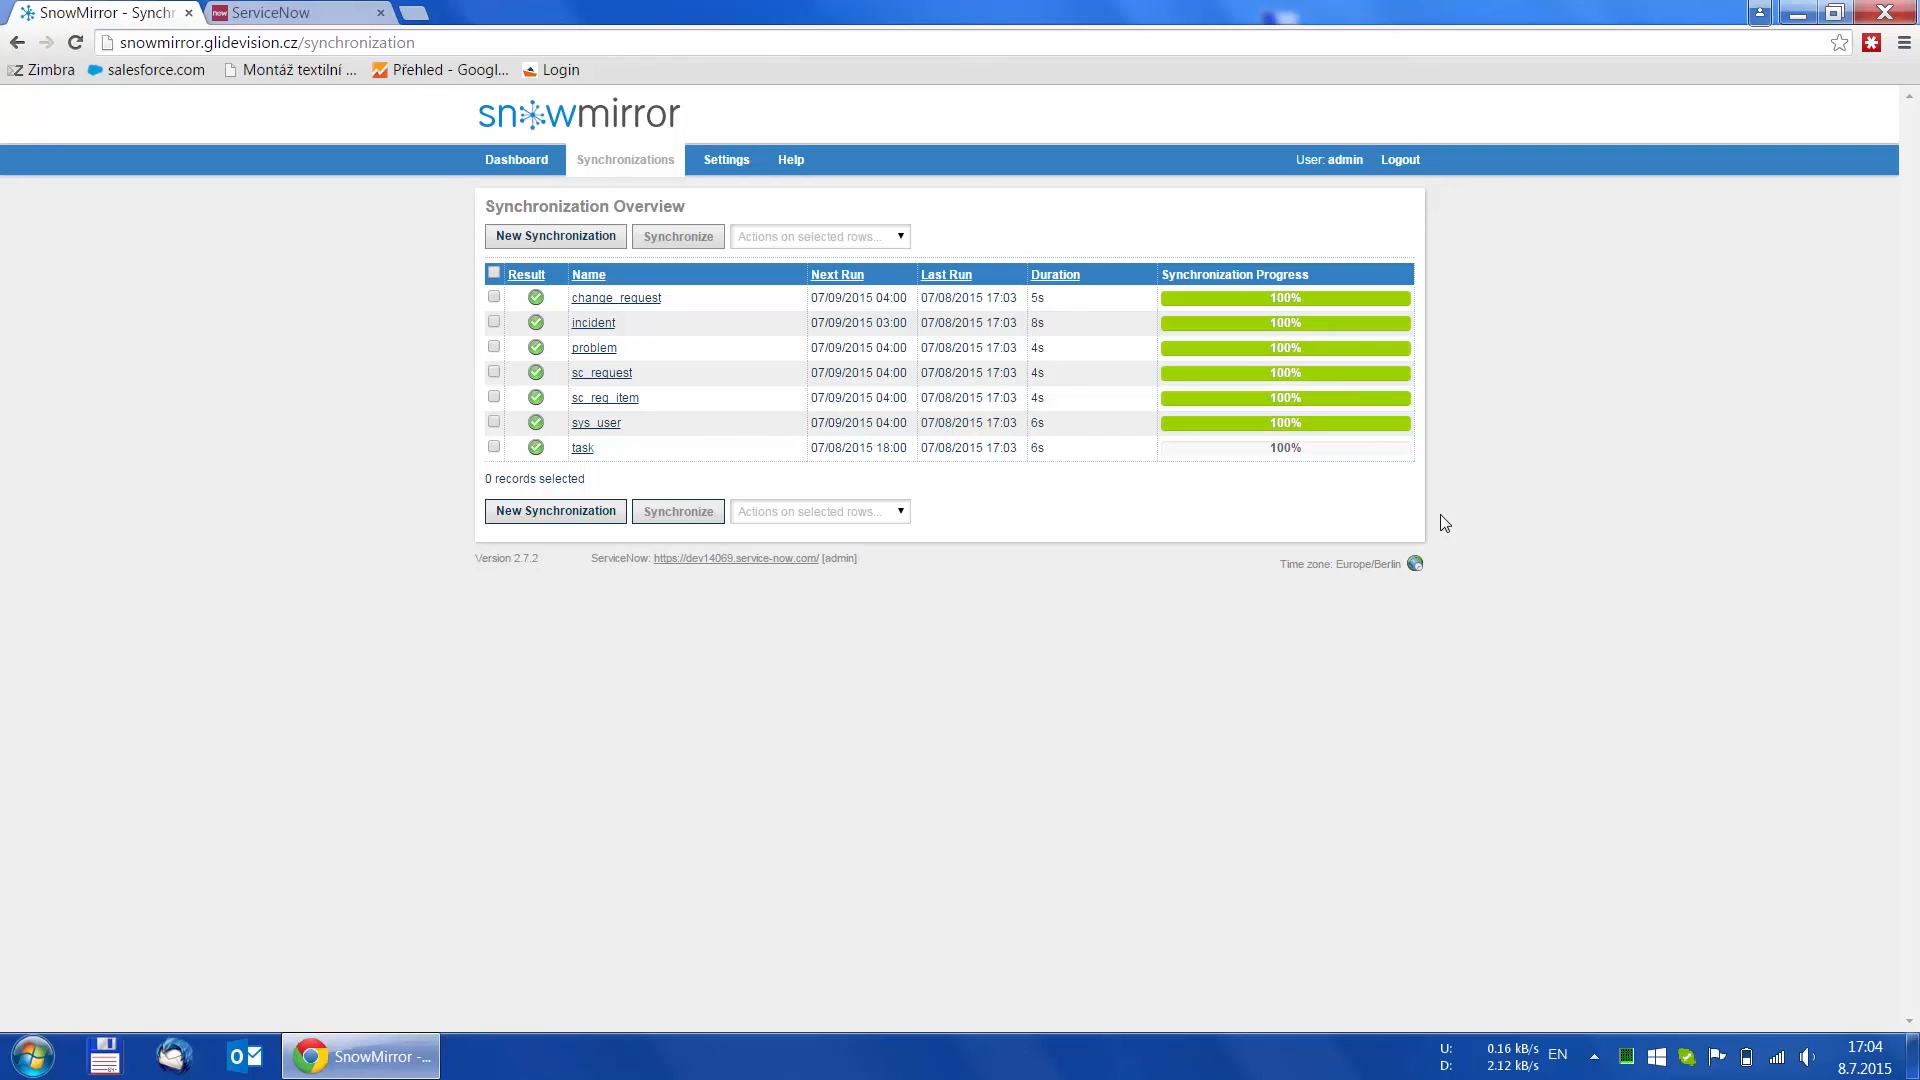 SnowMirror - Synchr
ServiceNow
snowmirror.glidevision.cz/synchronization
Zimbra salesforce.com Montáž textilní ... Přehled - Googl... Login
snowmirror
Dashboard Synchronizations Settings Help User: admin Logout
Synchronization Overview
New Synchronization Synchronize Actions on selected rows...
Result Name Next Run Last Run Duration Synchronization Progress
change_request 07/09/2015 04:00 07/08/2015 17:03 5s 100%
incident 07/09/2015 03:00 07/08/2015 17:03 8s 100%
problem 07/09/2015 04:00 07/08/2015 17:03 4s 100%
sc_request 07/09/2015 04:00 07/08/2015 17:03 4s 100%
sc_req_item 07/09/2015 04:00 07/08/2015 17:03 4s 100%
sys_user 07/09/2015 04:00 07/08/2015 17:03 6s 100%
task 07/08/2015 18:00 07/08/2015 17:03 6s 100%
0 records selected
New Synchronization Synchronize Actions on selected rows...
Version 2.7.2 ServiceNow: https://dev14069.service-now.com/ [admin]
Time zone: Europe/Berlin
SnowMirror -...
U: 0.16 kB/s
D: 2.12 kB/s
EN
17:04
8.7.2015